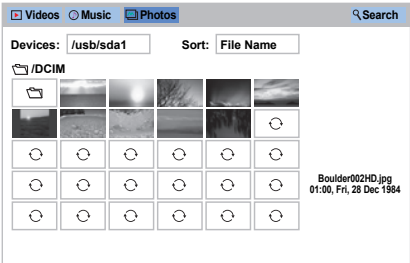 Videos Music Photos Search
Devices: /usb/sda1 Sort: File Name
/DCIM
Boulder002HD.jpg
01:00, Fri, 28 Dec 1984